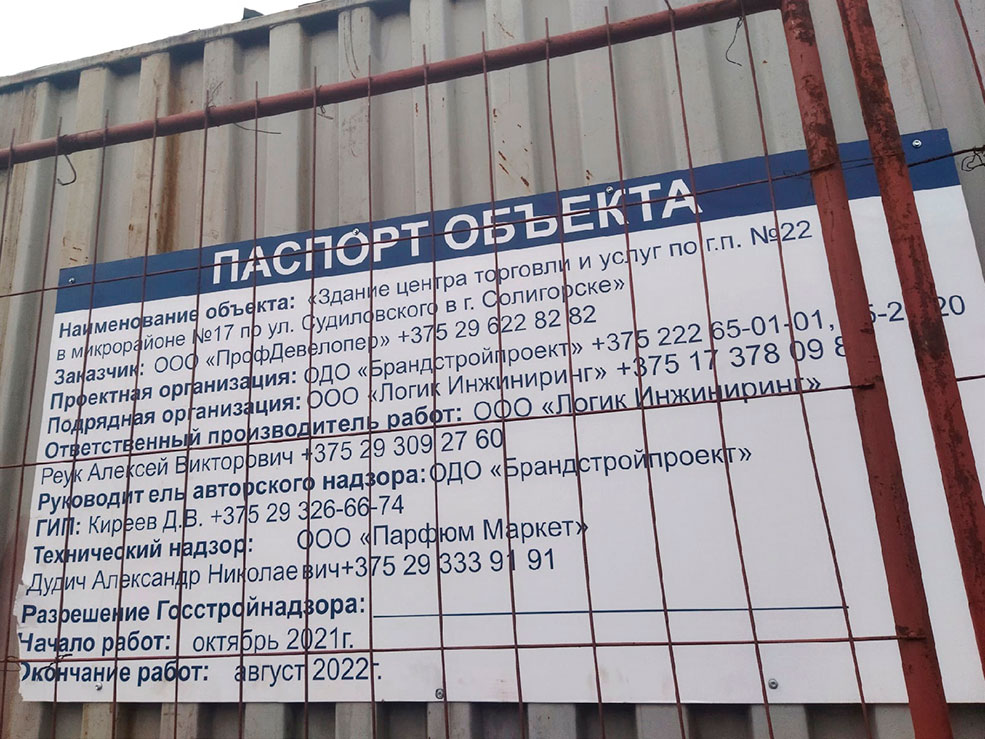 ПАСПОРТ ОБЪЕКТА
Наименование объекта: «Здание центра торговли и услуг по г.п. №22
в микрорайоне №17 по ул. Судиловского в г. Солигорске»
Заказчик: ООО «ПрофДевелопер» +375 29 622 82 82
Проектная организация: ОДО «Брандстройпроект» +375 222 65-01-01,
Подрядная организация: ООО «Логик Инжиниринг» +375 17 378 09
Ответственный производитель работ: ООО «Логик Инжиниринг»
Реук Алексей Викторович +375 29 309 27 60
Руководитель авторского надзора: ОДО «Брандстройпроект»
ГИП: Киреев Д.В. +375 29 326-66-74
Технический надзор: ООО «Парфюм Маркет»
Дудич Александр Николаевич+375 29 333 91 91
Разрешение Госстройнадзора:
Начало работ: октябрь 2021г.
Окончание работ: август 2022г.